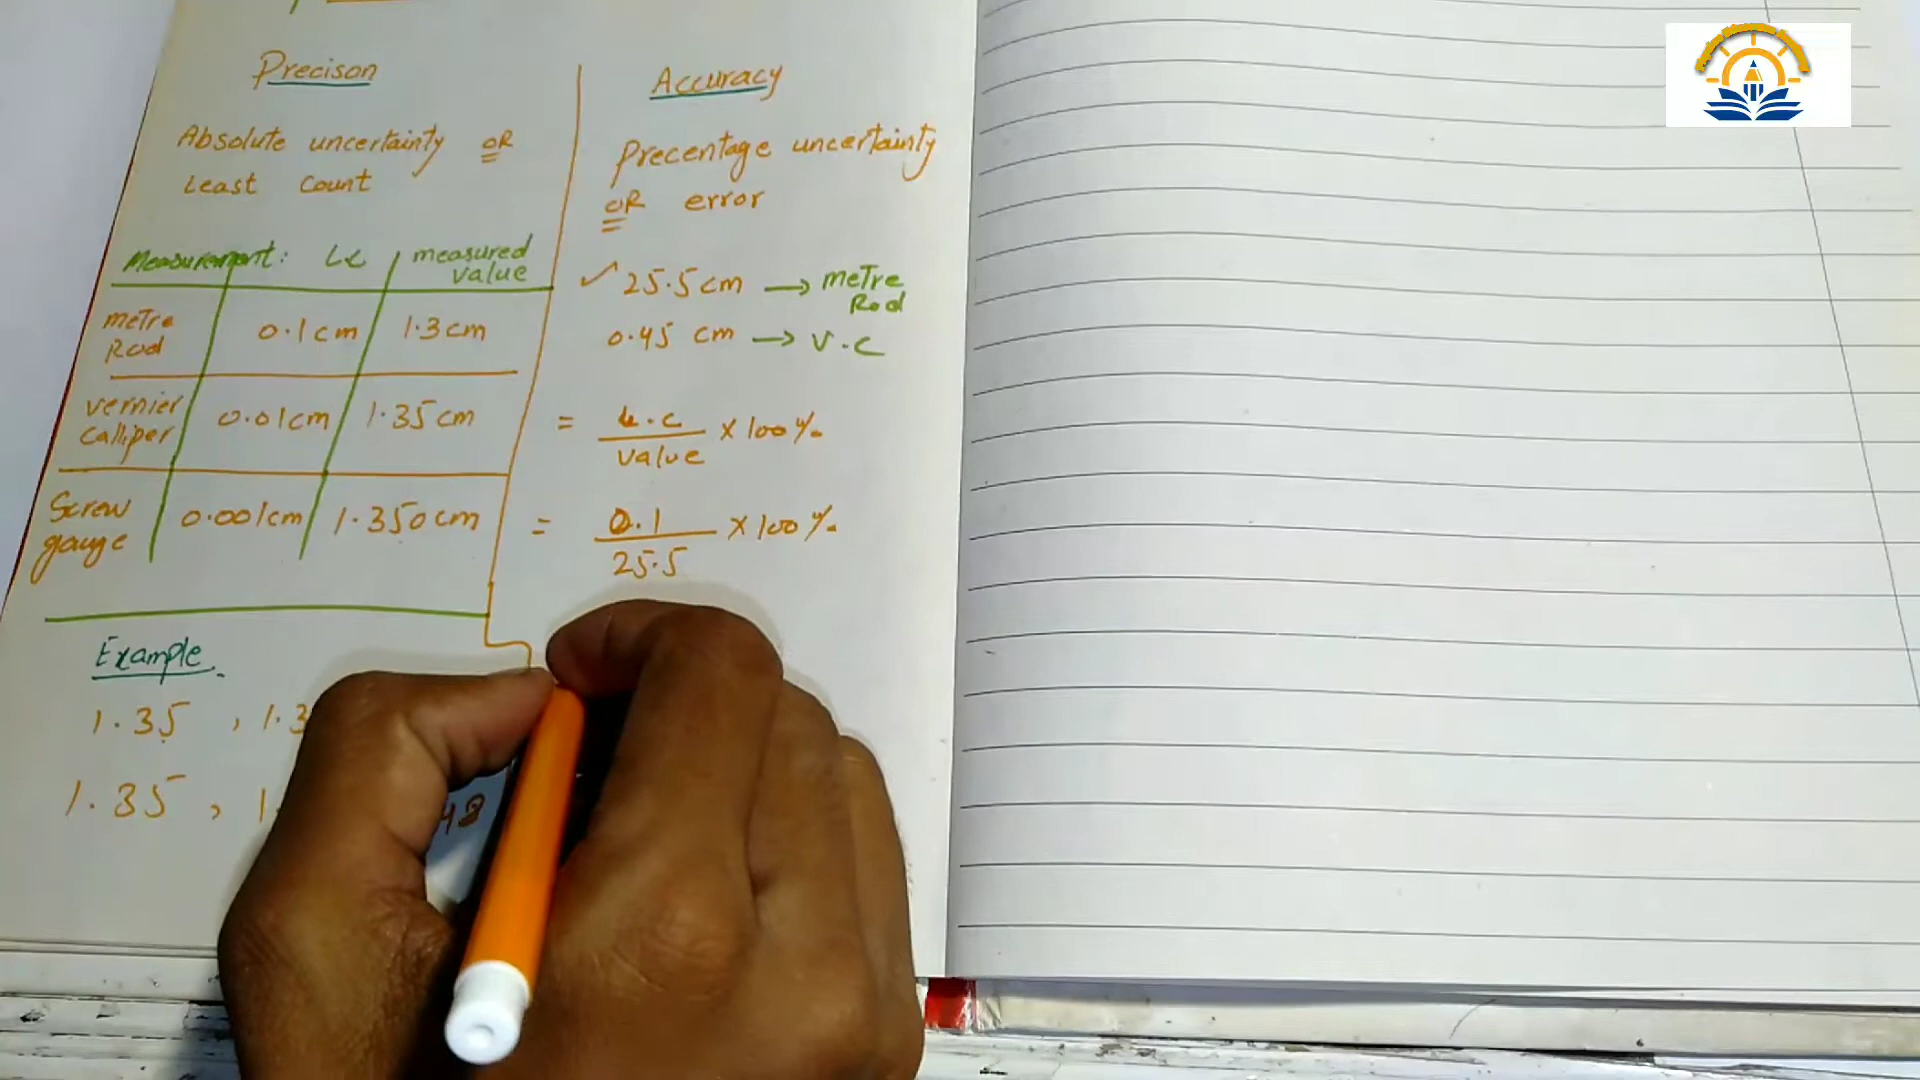 Precison
Absolute uncertainty OR
Least Count
Measurement: L.C measured value
metre Rod 0.1cm 1.3cm
vernier Calliper 0.01cm 1.35cm
Screw gauge 0.001cm 1.350cm
Example
1.35 , 1.3
1.35 , 1.
48
Accuracy
Precentage uncertainty
OR error
✓ 25.5cm → metre Rod
0.45 cm → V.C
= L.C / value × 100%
= 0.1 / 25.5 × 100%